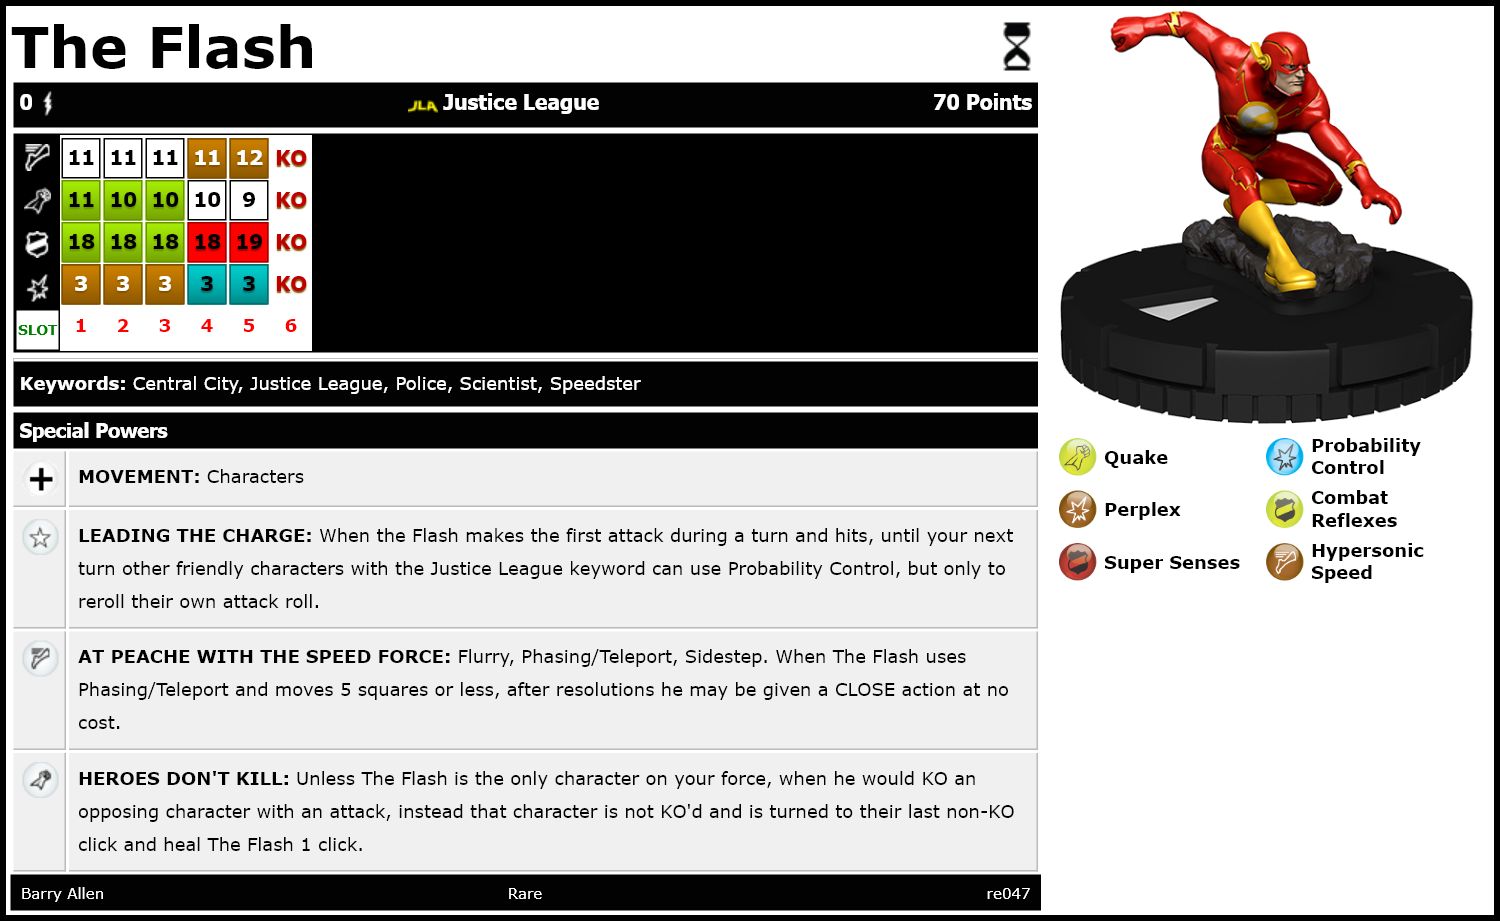 The Flash
0 JLA Justice League 70 Points
11 11 11 11 12 KO
11 10 10 10 9 KO
18 18 18 18 19 KO
3 3 3 3 3 KO
SLOT 1 2 3 4 5 6
Keywords: Central City, Justice League, Police, Scientist, Speedster
Special Powers
MOVEMENT: Characters
LEADING THE CHARGE: When the Flash makes the first attack during a turn and hits, until your next
turn other friendly characters with the Justice League keyword can use Probability Control, but only to
reroll their own attack roll.
AT PEACHE WITH THE SPEED FORCE: Flurry, Phasing/Teleport, Sidestep. When The Flash uses
Phasing/Teleport and moves 5 squares or less, after resolutions he may be given a CLOSE action at no
cost.
HEROES DON'T KILL: Unless The Flash is the only character on your force, when he would KO an
opposing character with an attack, instead that character is not KO'd and is turned to their last non-KO
click and heal The Flash 1 click.
Barry Allen Rare re047
Quake
Probability
Control
Perplex
Combat
Reflexes
Super Senses
Hypersonic
Speed